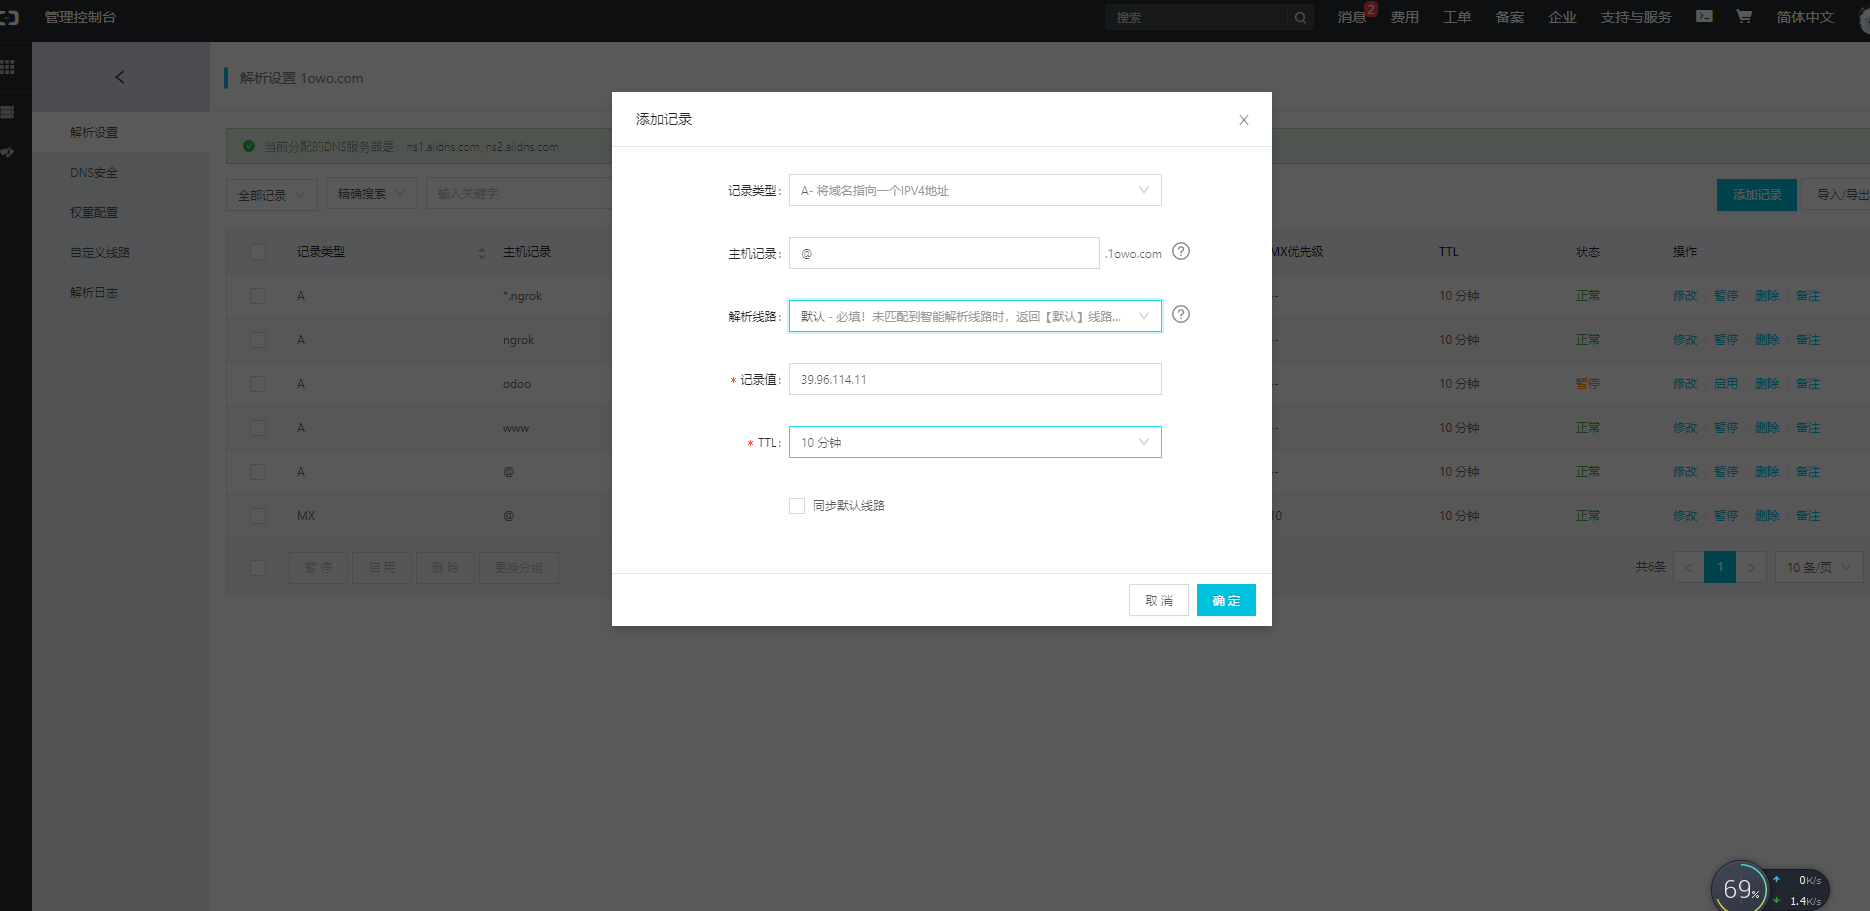 管理控制台
搜索
消息 2
费用
工单
备案
企业
支持与服务
简体中文
解析设置 1owo.com
解析设置
DNS安全
权重配置
自定义线路
解析日志
当前分配的DNS服务器是: ns1.alidns.com, ns2.alidns.com
全部记录
精确搜索
输入关键字
添加记录
导入/导出
记录类型 主机记录 MX优先级 TTL 状态 操作
A *.ngrok -- 10 分钟 正常 修改 暂停 删除 备注
A ngrok -- 10 分钟 正常 修改 暂停 删除 备注
A odoo -- 10 分钟 暂停 修改 启用 删除 备注
A www -- 10 分钟 正常 修改 暂停 删除 备注
A @ -- 10 分钟 正常 修改 暂停 删除 备注
MX @ 10 10 分钟 正常 修改 暂停 删除 备注
暂 停 启 用 删 除 更换分组
共6条 < 1 > 10 条/页
添加记录
记录类型: A- 将域名指向一个IPV4地址
主机记录: @ .1owo.com
解析线路: 默认 - 必填！未匹配到智能解析线路时，返回【默认】线路...
* 记录值: 39.96.114.11
* TTL: 10 分钟
同步默认线路
取 消 确 定
69%
0K/s
1.4K/s